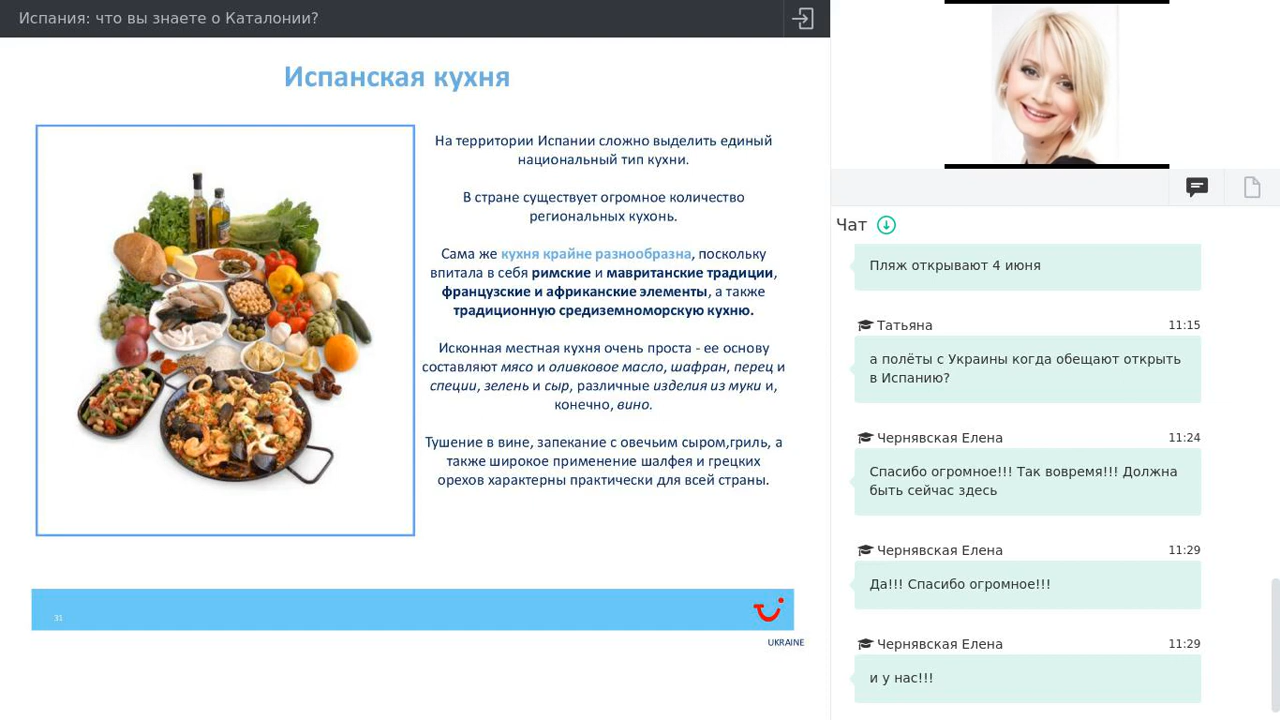 Испания: что вы знаете о Каталонии?
Испанская кухня
На территории Испании сложно выделить единый
национальный тип кухни.
В стране существует огромное количество
региональных кухонь.
Сама же кухня крайне разнообразна, поскольку
впитала в себя римские и мавританские традиции,
французские и африканские элементы, а также
традиционную средиземноморскую кухню.
Исконная местная кухня очень проста - ее основу
составляют мясо и оливковое масло, шафран, перец и
специи, зелень и сыр, различные изделия из муки и,
конечно, вино.
Тушение в вине, запекание с овечьим сыром,гриль, а
также широкое применение шалфея и грецких
орехов характерны практически для всей страны.
31
UKRAINE
Чат
Пляж открывают 4 июня
Татьяна 11:15
а полёты с Украины когда обещают открыть
в Испанию?
Чернявская Елена 11:24
Спасибо огромное!!! Так вовремя!!! Должна
быть сейчас здесь
Чернявская Елена 11:29
Да!!! Спасибо огромное!!!
Чернявская Елена 11:29
и у нас!!!